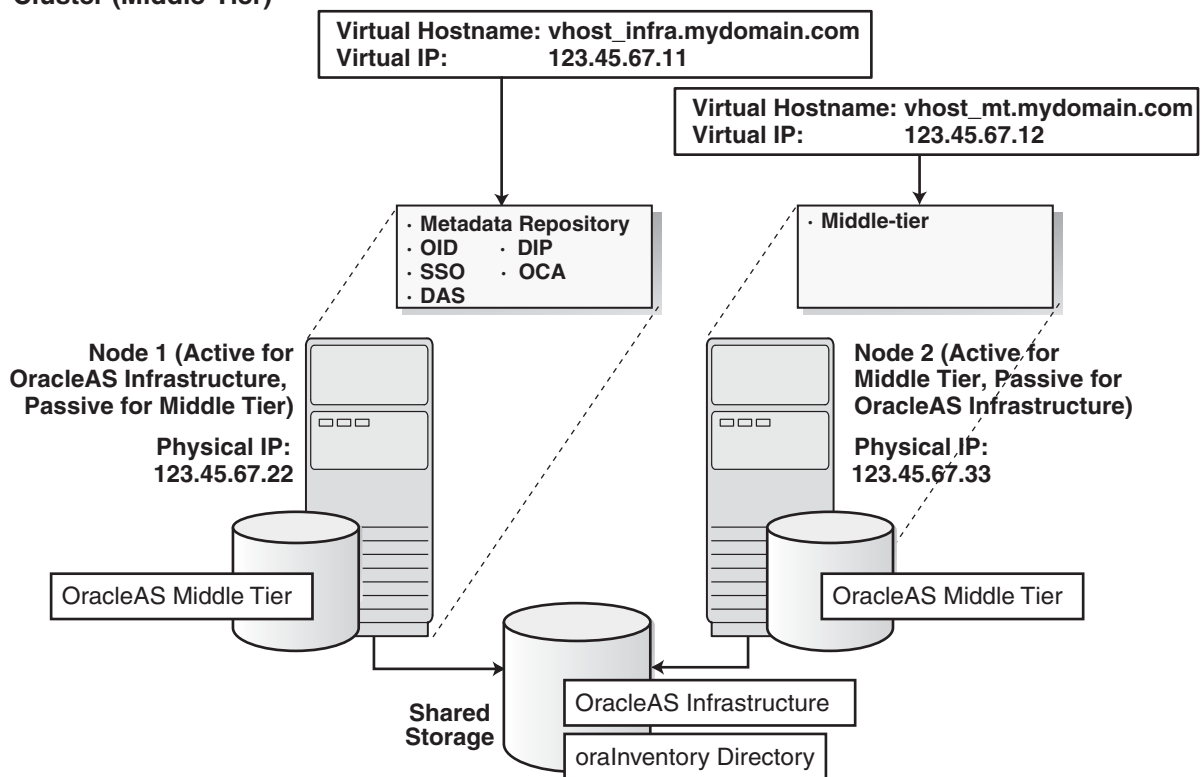 Cluster (Middle Tier)
Virtual Hostname: vhost_infra.mydomain.com
Virtual IP: 123.45.67.11
Virtual Hostname: vhost_mt.mydomain.com
Virtual IP: 123.45.67.12
· Metadata Repository
· OID · DIP
· SSO · OCA
· DAS
· Middle-tier
Node 1 (Active for
OracleAS Infrastructure,
Passive for Middle Tier)
Physical IP:
123.45.67.22
Node 2 (Active for
Middle Tier, Passive for
OracleAS Infrastructure)
Physical IP:
123.45.67.33
OracleAS Middle Tier
OracleAS Middle Tier
Shared
Storage
OracleAS Infrastructure
oraInventory Directory